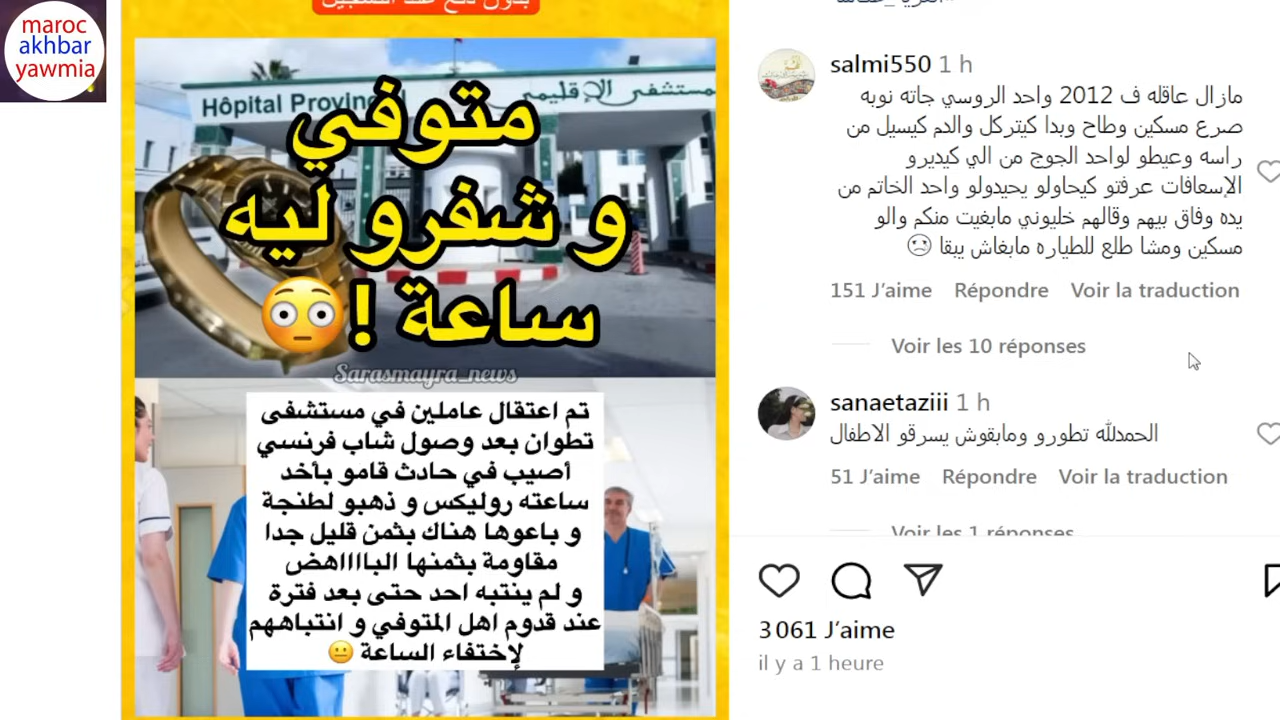 maroc
akhbar
yawmia
Hôpital Provin
مستشفى الإقليمي
متوفي
و شفرو ليه
ساعة !😳
Sarasmayra_news
تم اعتقال عاملين في مستشفى
تطوان بعد وصول شاب فرنسي
أصيب في حادث قامو بأخد
ساعته روليكس و ذهبو لطنجة
و باعوها هناك بثمن قليل جدا
مقاومة بثمنها الباااااهض
و لم ينتبه احد حتى بعد فترة
عند قدوم اهل المتوفي و انتباههم
لإختفاء الساعة 😐
salmi550 1 h
مازال عاقله ف 2012 واحد الروسي جاته نوبه
صرع مسكين وطاح وبدا كيتركل والدم كيسيل من
راسه وعيطو لواحد الجوج من الي كيديرو
الإسعافات عرفتو كيحاولو يحيدولو واحد الخاتم من
يده وفاق بيهم وقالهم خليوني مابغيت منكم والو
مسكين ومشا طلع للطياره مابغاش يبقا ☹
151 J’aime Répondre Voir la traduction
Voir les 10 réponses
sanaetaziii 1 h
الحمدلله تطورو ومابقوش يسرقو الاطفال
51 J’aime Répondre Voir la traduction
Voir les 1 réponses
3 061 J’aime
il y a 1 heure